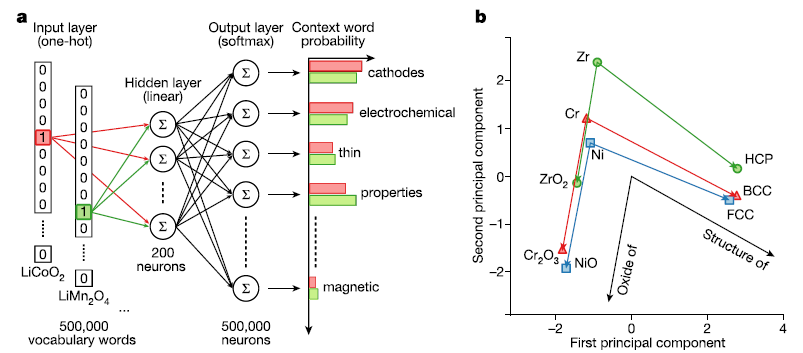 a
Input layer
(one-hot)
Output layer
(softmax)
Context word
probability
Hidden layer
(linear)
0
0
0
0
1
0
0
0
0
0
LiCoO2
0
0
0
0
0
0
0
1
0
0
LiMn2O4
...
500,000
vocabulary words
Σ
Σ
Σ
200
neurons
Σ
Σ
Σ
Σ
Σ
500,000
neurons
cathodes
electrochemical
thin
properties
magnetic
b
Second principal component
2
1
0
−1
−2
Zr
Cr
Ni
HCP
BCC
FCC
ZrO2
Cr2O3
NiO
Oxide of
Structure of
−2
0
2
4
First principal component